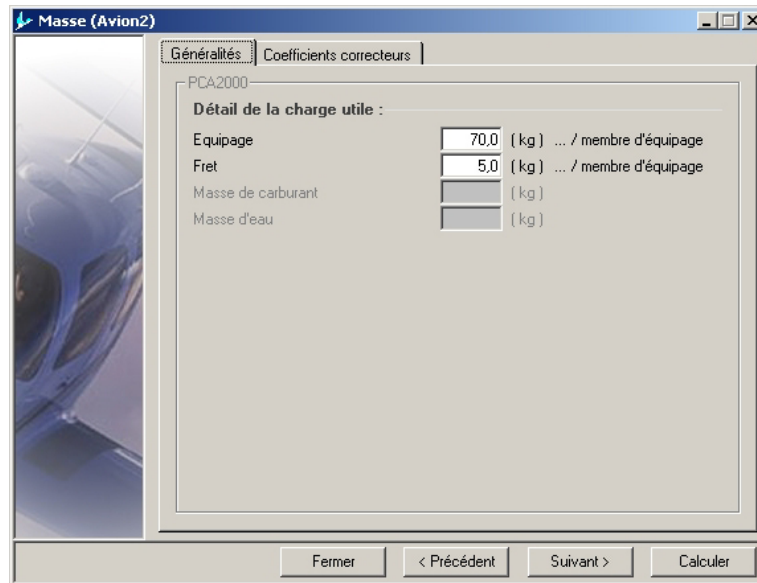 Masse (Avion2)
Généralités Coefficients correcteurs
PCA2000
Détail de la charge utile :
Equipage 70,0 (kg) ... / membre d'équipage
Fret 5,0 (kg) ... / membre d'équipage
Masse de carburant (kg)
Masse d'eau (kg)
Fermer < Précédent Suivant > Calculer